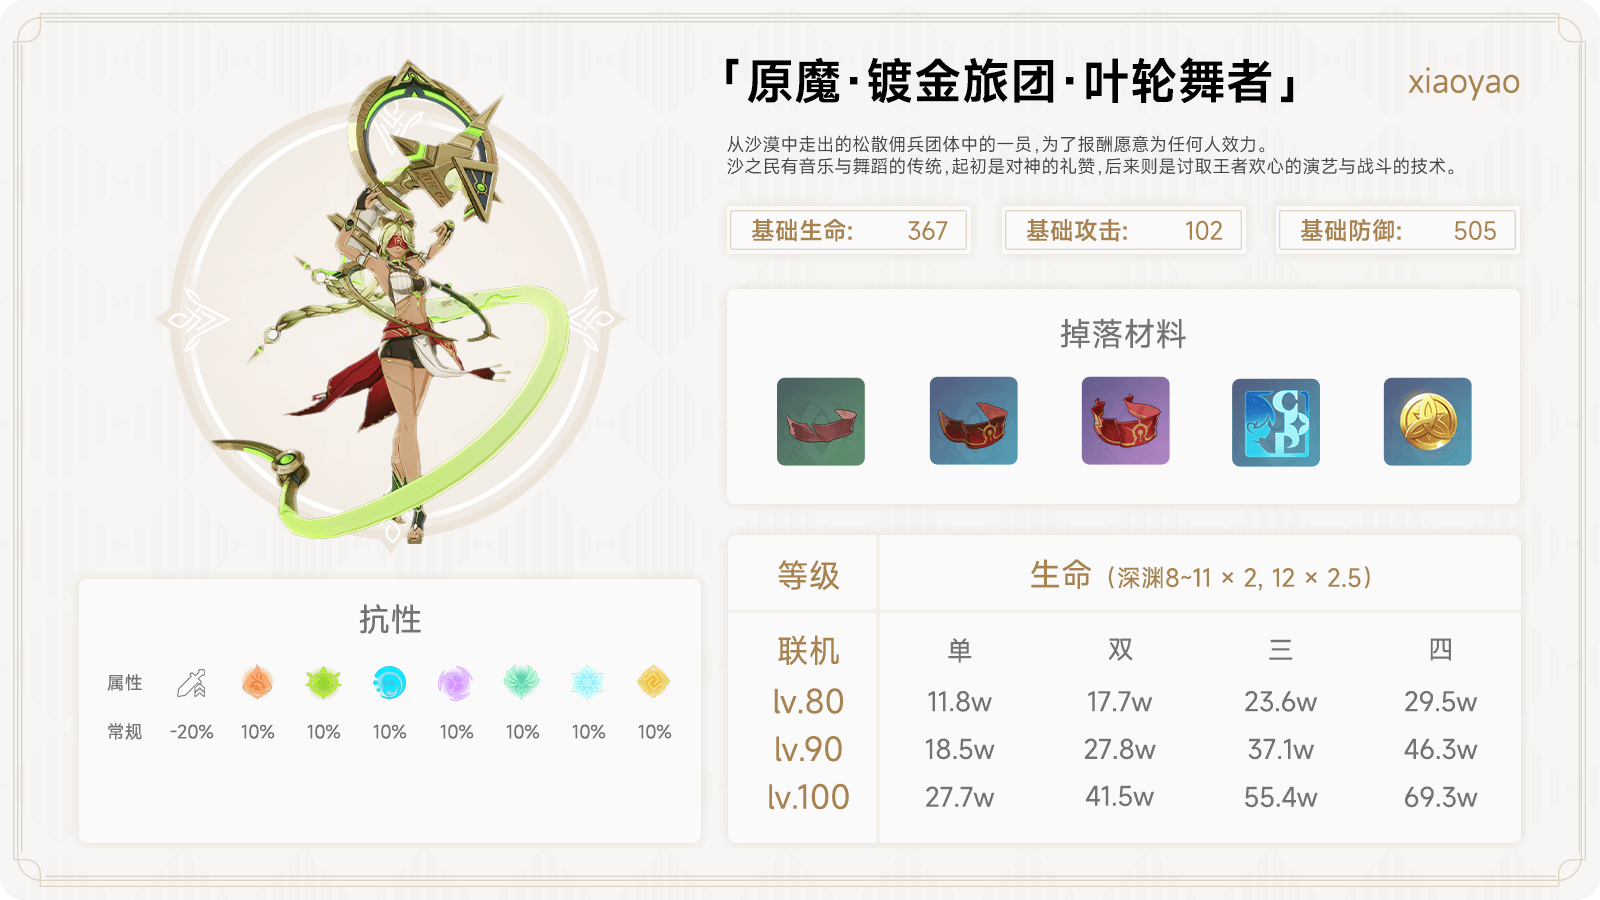 「原魔·镀金旅团·叶轮舞者」
xiaoyao
从沙漠中走出的松散佣兵团体中的一员,为了报酬愿意为任何人效力。
沙之民有音乐与舞蹈的传统,起初是对神的礼赞,后来则是讨取王者欢心的演艺与战斗的技术。
基础生命: 367
基础攻击: 102
基础防御: 505
掉落材料
抗性
属性
常规 -20% 10% 10% 10% 10% 10% 10% 10%
等级 生命 (深渊8~11 × 2, 12 × 2.5)
联机 单 双 三 四
lv.80 11.8w 17.7w 23.6w 29.5w
lv.90 18.5w 27.8w 37.1w 46.3w
lv.100 27.7w 41.5w 55.4w 69.3w